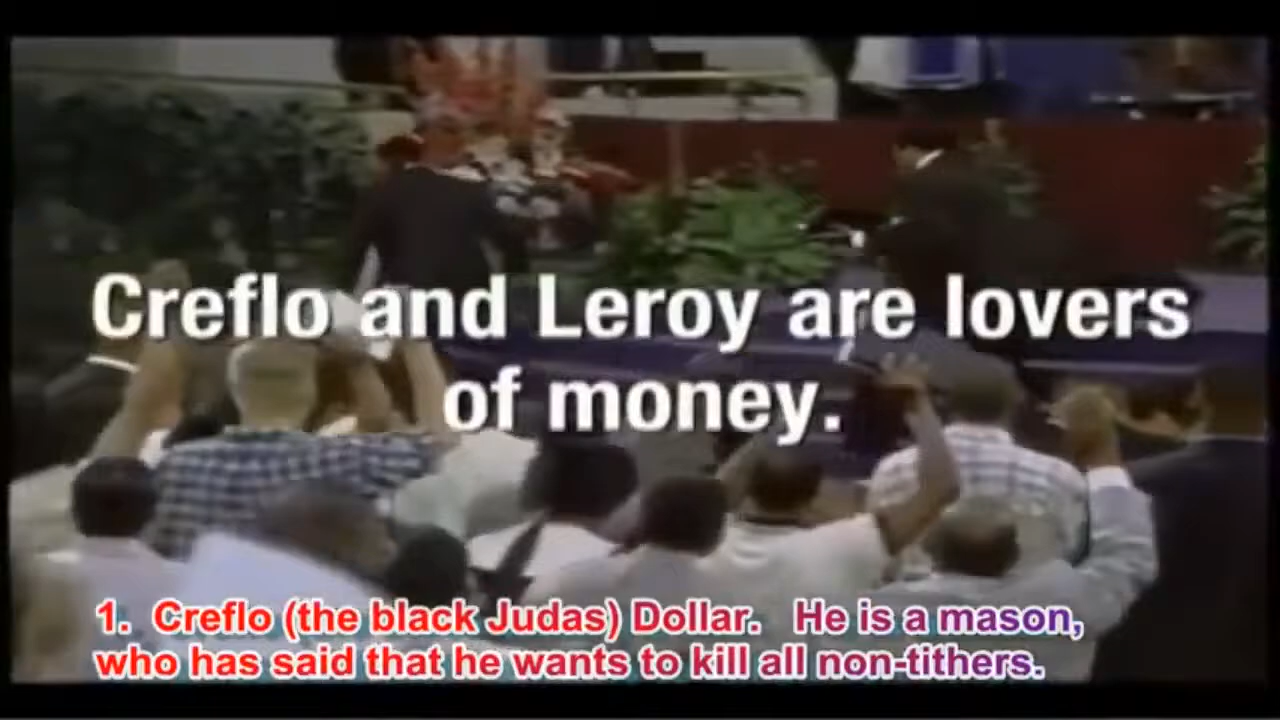 Creflo and Leroy are lovers
of money.
1. Creflo (the black Judas) Dollar. He is a mason,
who has said that he wants to kill all non-tithers.